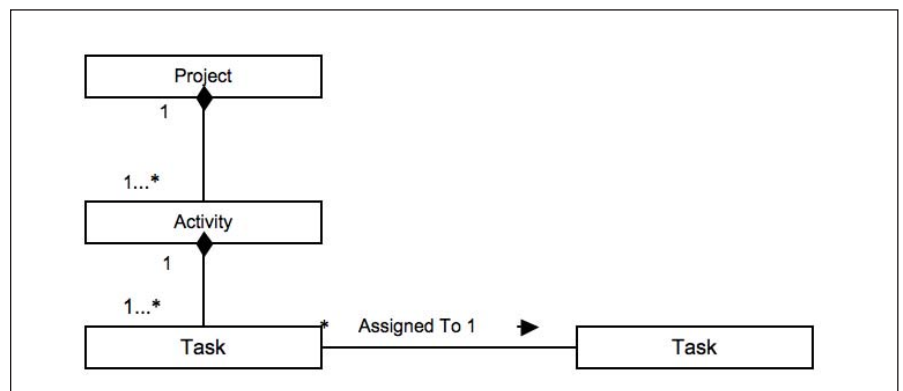 Project
1
1...*
Activity
1
1...*
* Assigned To 1
Task Task